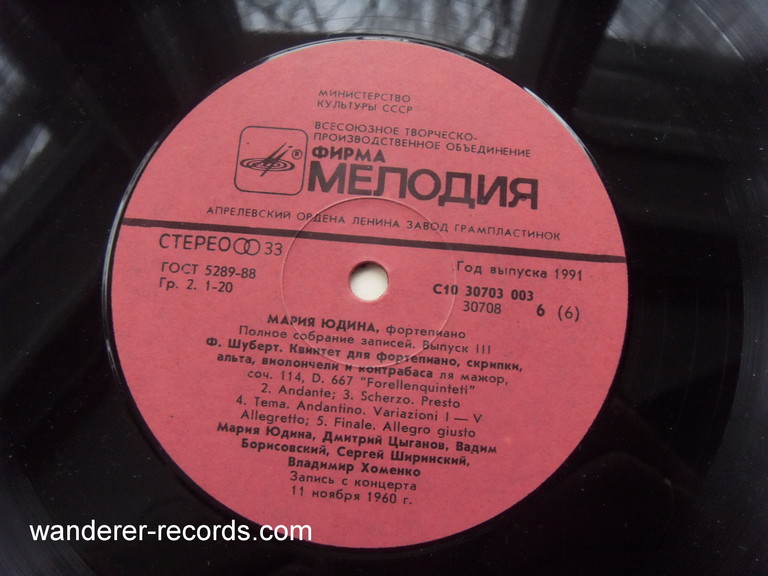 МИНИСТЕРСТВО
КУЛЬТУРЫ СССР
ВСЕСОЮЗНОЕ ТВОРЧЕСКО-
ПРОИЗВОДСТВЕННОЕ ОБЪЕДИНЕНИЕ
®
ФИРМА
МЕЛОДИЯ
АПРЕЛЕВСКИЙ ОРДЕНА ЛЕНИНА ЗАВОД ГРАМПЛАСТИНОК
СТЕРЕО 33
Год выпуска 1991
ГОСТ 5289-88
С10 30703 003
Гр. 2. 1-20
30708 6 (6)
МАРИЯ ЮДИНА, фортепиано
Полное собрание записей. Выпуск III
Ф. Шуберт. Квинтет для фортепиано, скрипки,
альта, виолончели и контрабаса ля мажор,
соч. 114, D. 667 "Forellenquinteti"
2. Andante; 3. Scherzo. Presto
4. Tema. Andantino. Variazioni I — V
Allegretto; 5. Finale. Allegro giusto
Мария Юдина, Дмитрий Цыганов, Вадим
Борисовский, Сергей Ширинский,
Владимир Хоменко
Запись с концерта
11 ноября 1960 г.
wanderer-records.com